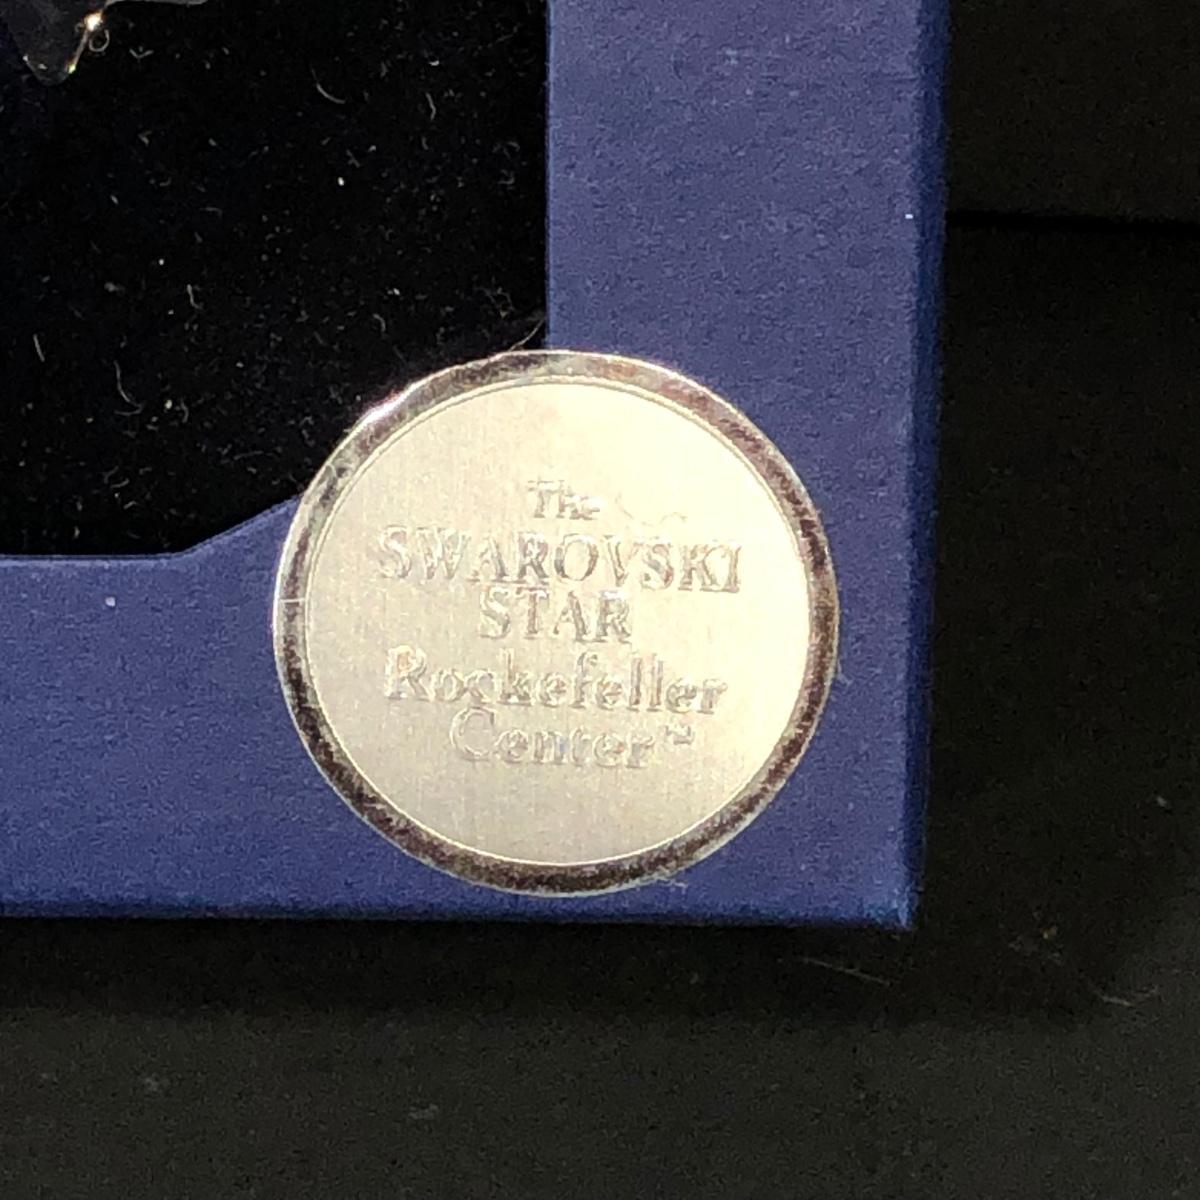 The
SWAROVSKI
STAR
Rockefeller
Center™